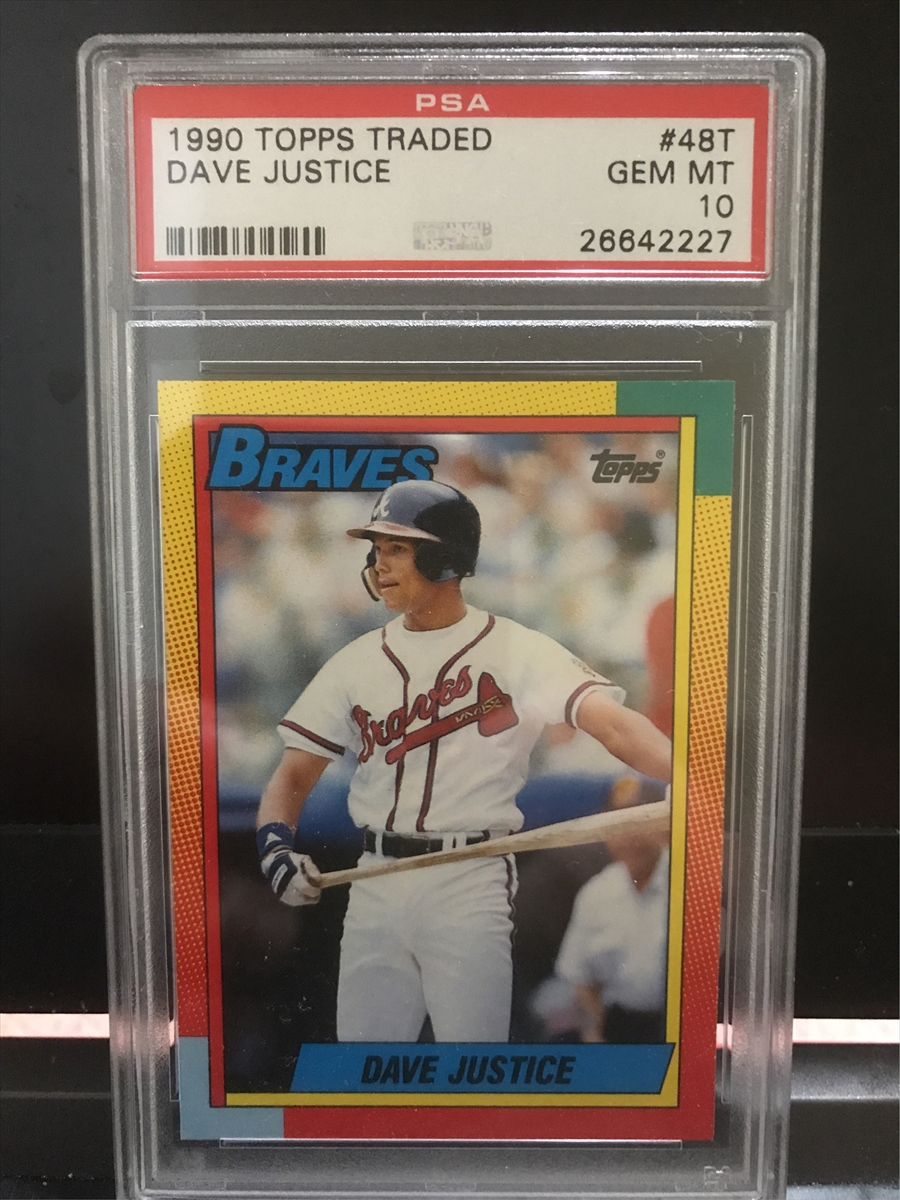 PSA
1990 TOPPS TRADED #48T
DAVE JUSTICE GEM MT
10
26642227
BRAVES
topps®
A
Braves
DAVE JUSTICE